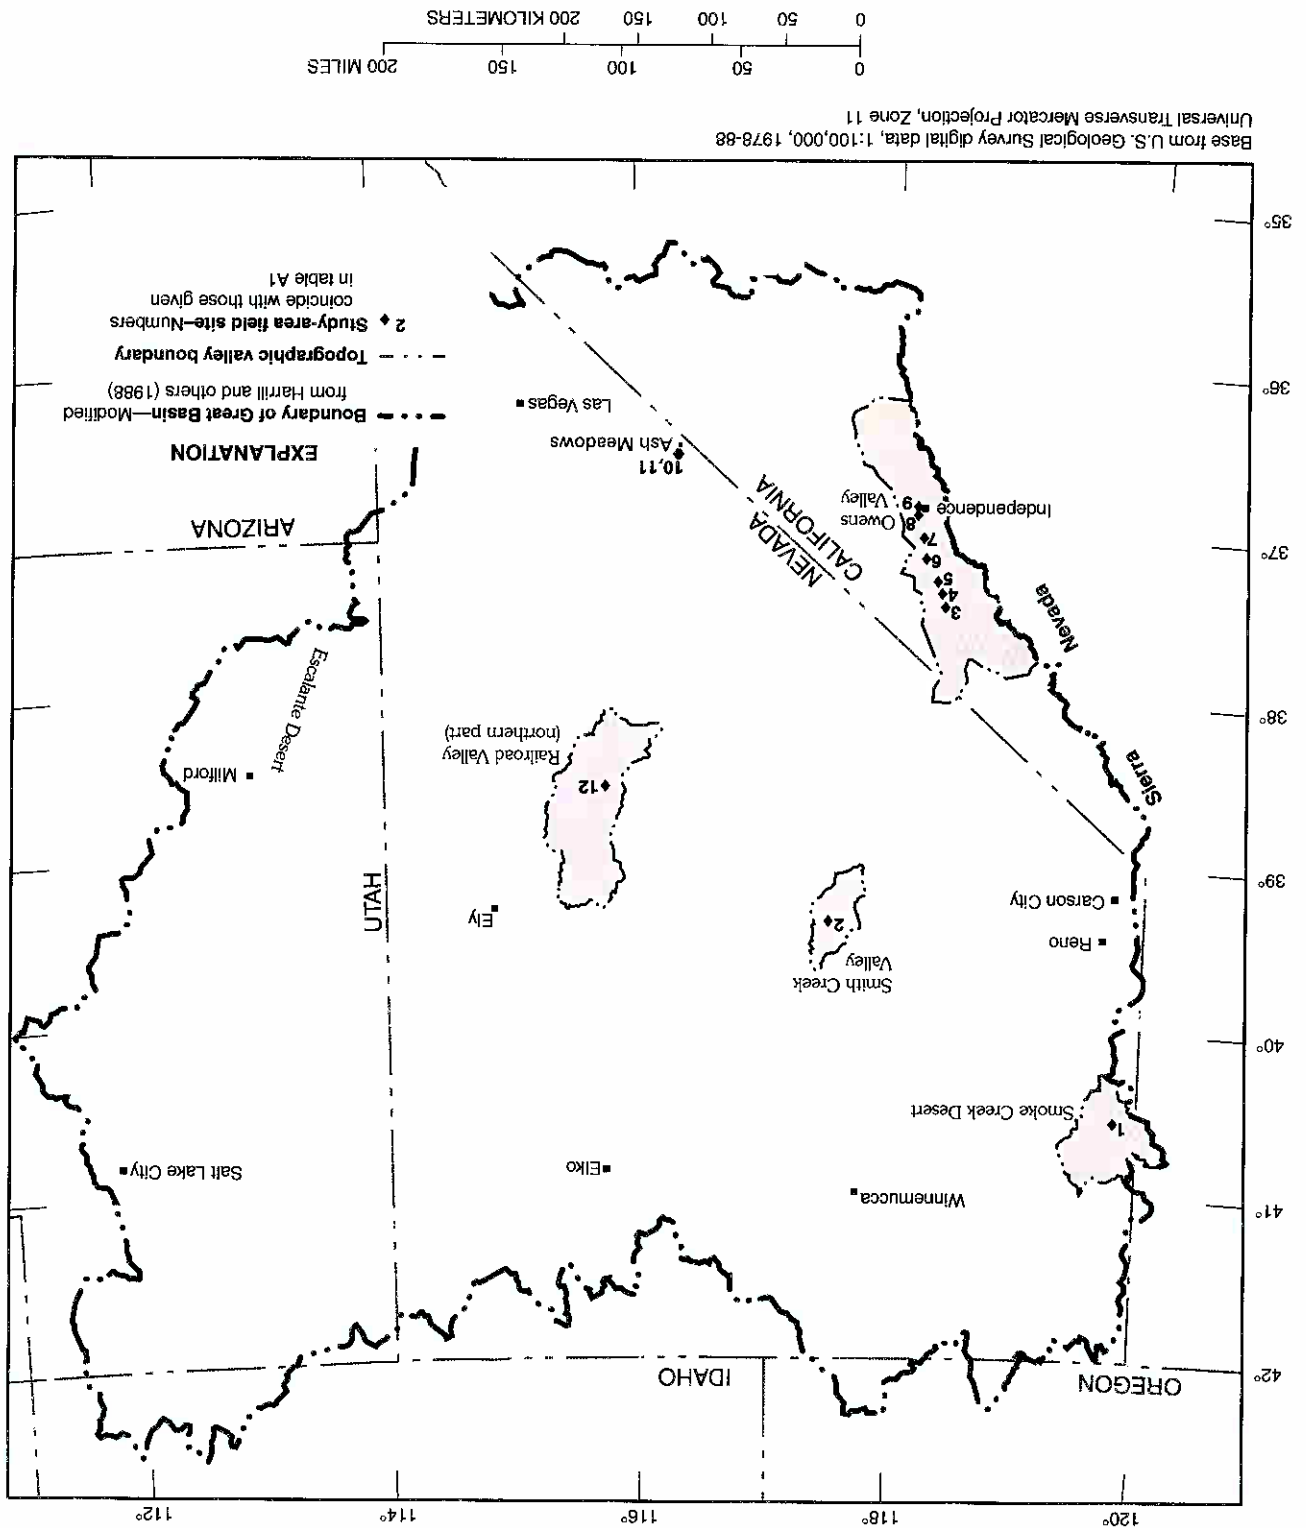 120°
118°
116°
114°
112°
42°
41°
40°
39°
38°
37°
36°
35°
OREGON
IDAHO
Winnemucca
Elko
Salt Lake City
1
Smoke Creek Desert
Reno
Carson City
Smith Creek
Valley
2
Ely
UTAH
Sierra
Nevada
12
Railroad Valley
(northern part)
Milford
Escalante Desert
3
4
5
6
7
8
9
Independence
Owens
Valley
NEVADA
CALIFORNIA
10,11
Ash Meadows
Las Vegas
ARIZONA
EXPLANATION
Boundary of Great Basin—Modified
from Harrill and others (1988)
Topographic valley boundary
2 Study-area field site—Numbers
coincide with those given
in table A1
Base from U.S. Geological Survey digital data, 1:100,000, 1978-88
Universal Transverse Mercator Projection, Zone 11
0 50 100 150 200 MILES
0 50 100 150 200 KILOMETERS